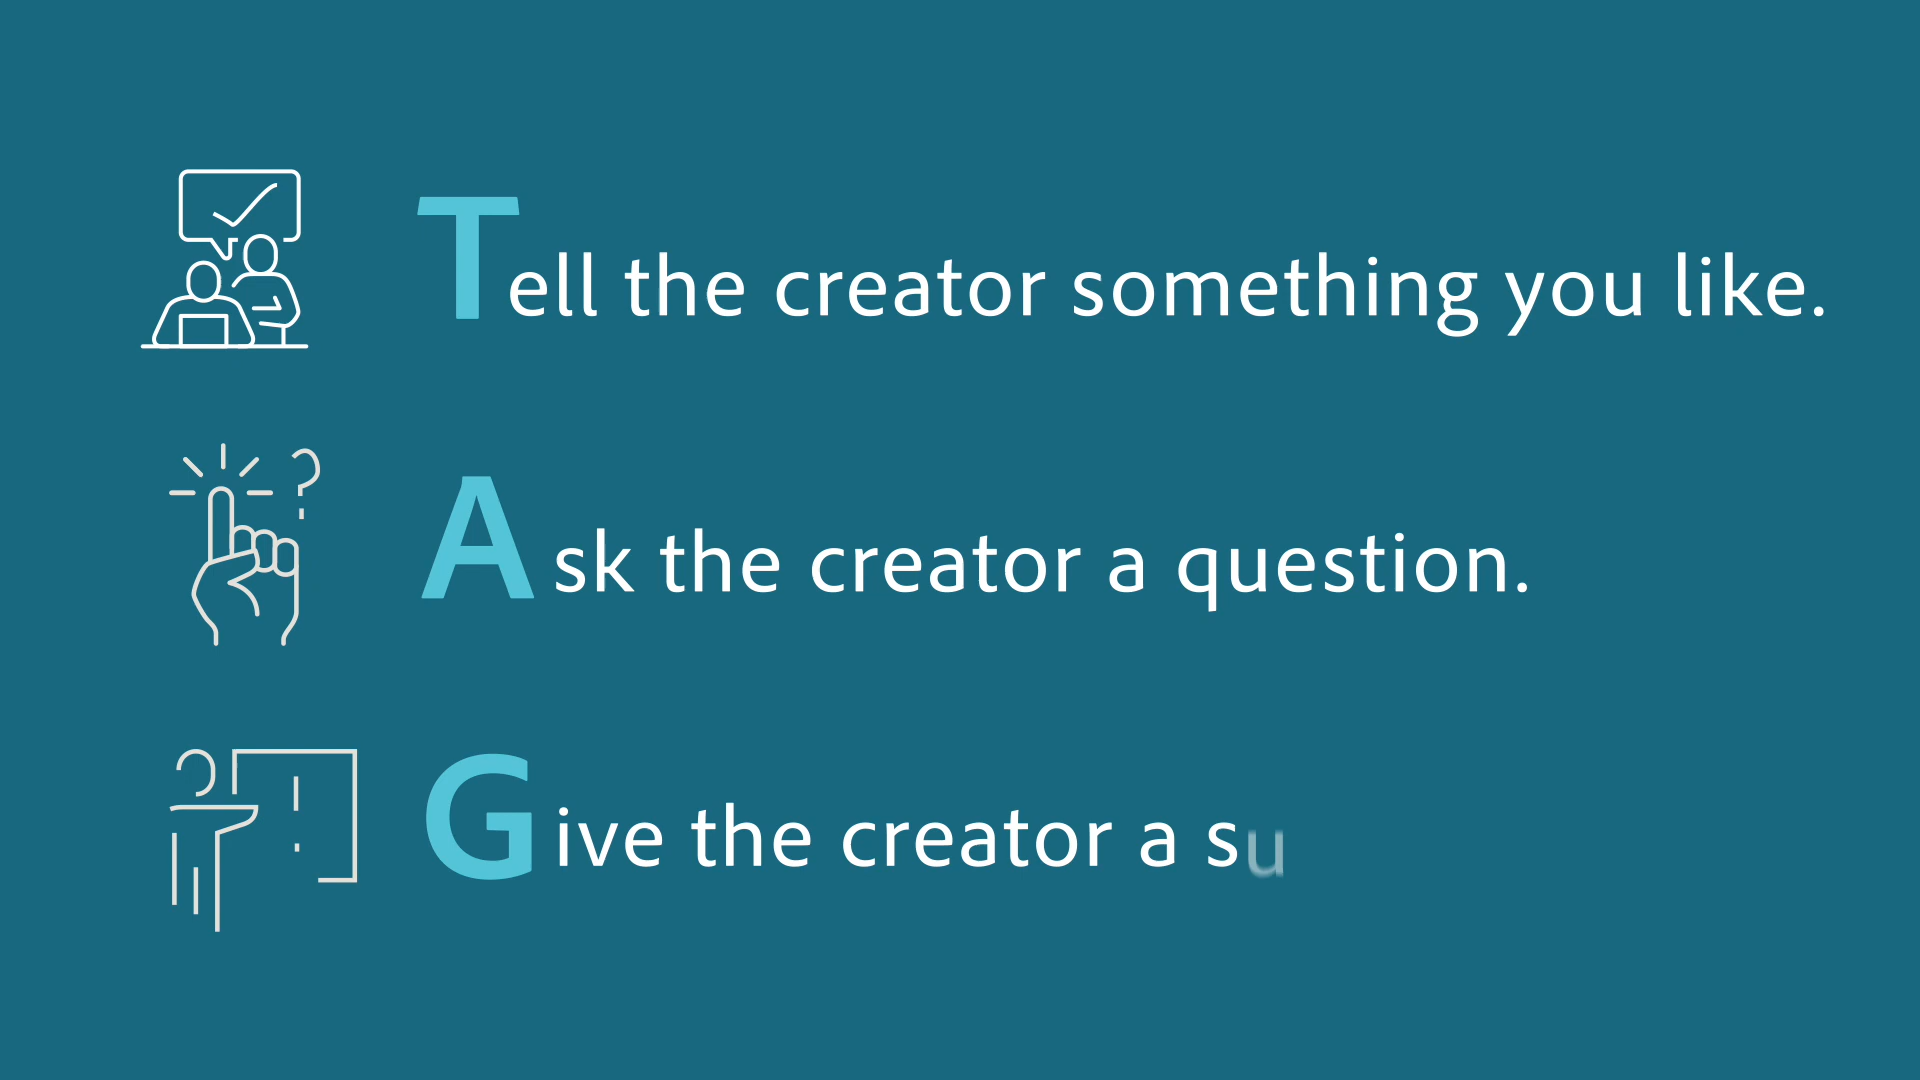 Tell the creator something you like.
?
Ask the creator a question.
Give the creator a su